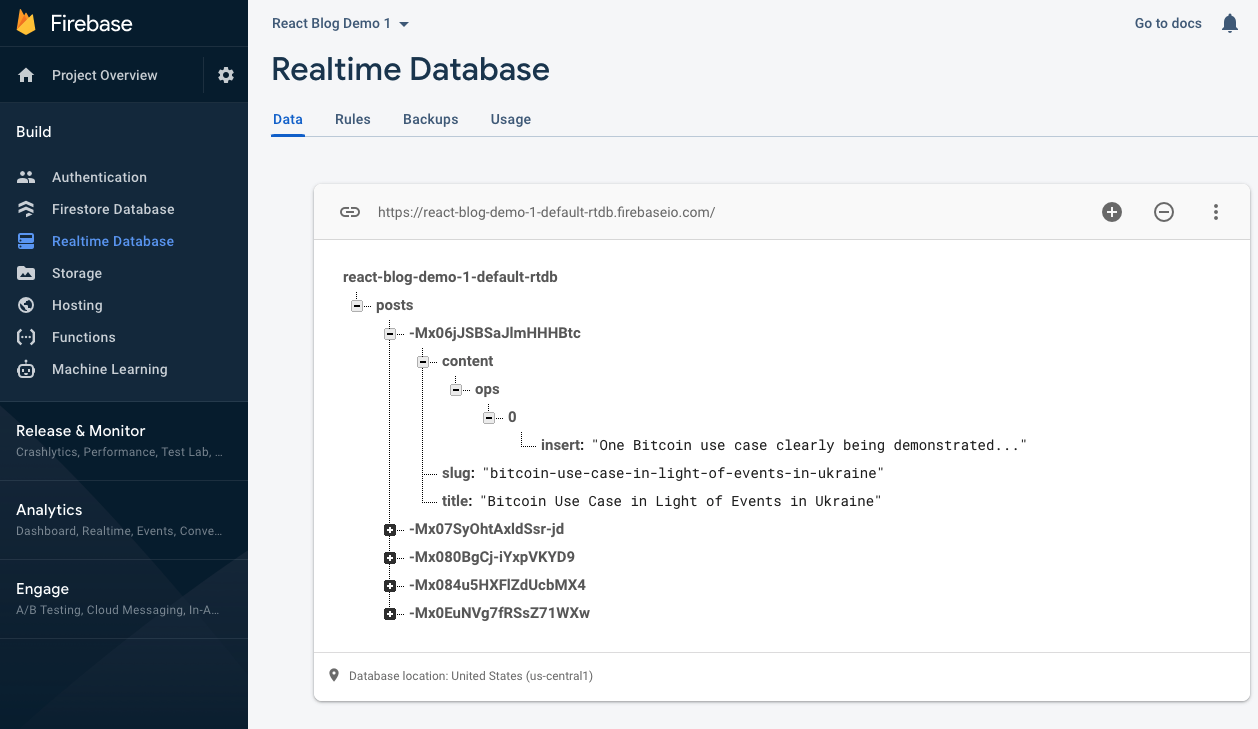 Firebase
Project Overview
Build
Authentication
Firestore Database
Realtime Database
Storage
Hosting
Functions
Machine Learning
Release & Monitor
Crashlytics, Performance, Test Lab, ...
Analytics
Dashboard, Realtime, Events, Conve...
Engage
A/B Testing, Cloud Messaging, In-A...
React Blog Demo 1
Go to docs
Realtime Database
Data Rules Backups Usage
https://react-blog-demo-1-default-rtdb.firebaseio.com/
react-blog-demo-1-default-rtdb
posts
-Mx06jJSBSaJlmHHHBtc
content
ops
0
insert: "One Bitcoin use case clearly being demonstrated..."
slug: "bitcoin-use-case-in-light-of-events-in-ukraine"
title: "Bitcoin Use Case in Light of Events in Ukraine"
-Mx07SyOhtAxldSsr-jd
-Mx080BgCj-iYxpVKYD9
-Mx084u5HXFlZdUcbMX4
-Mx0EuNVg7fRSsZ71WXw
Database location: United States (us-central1)